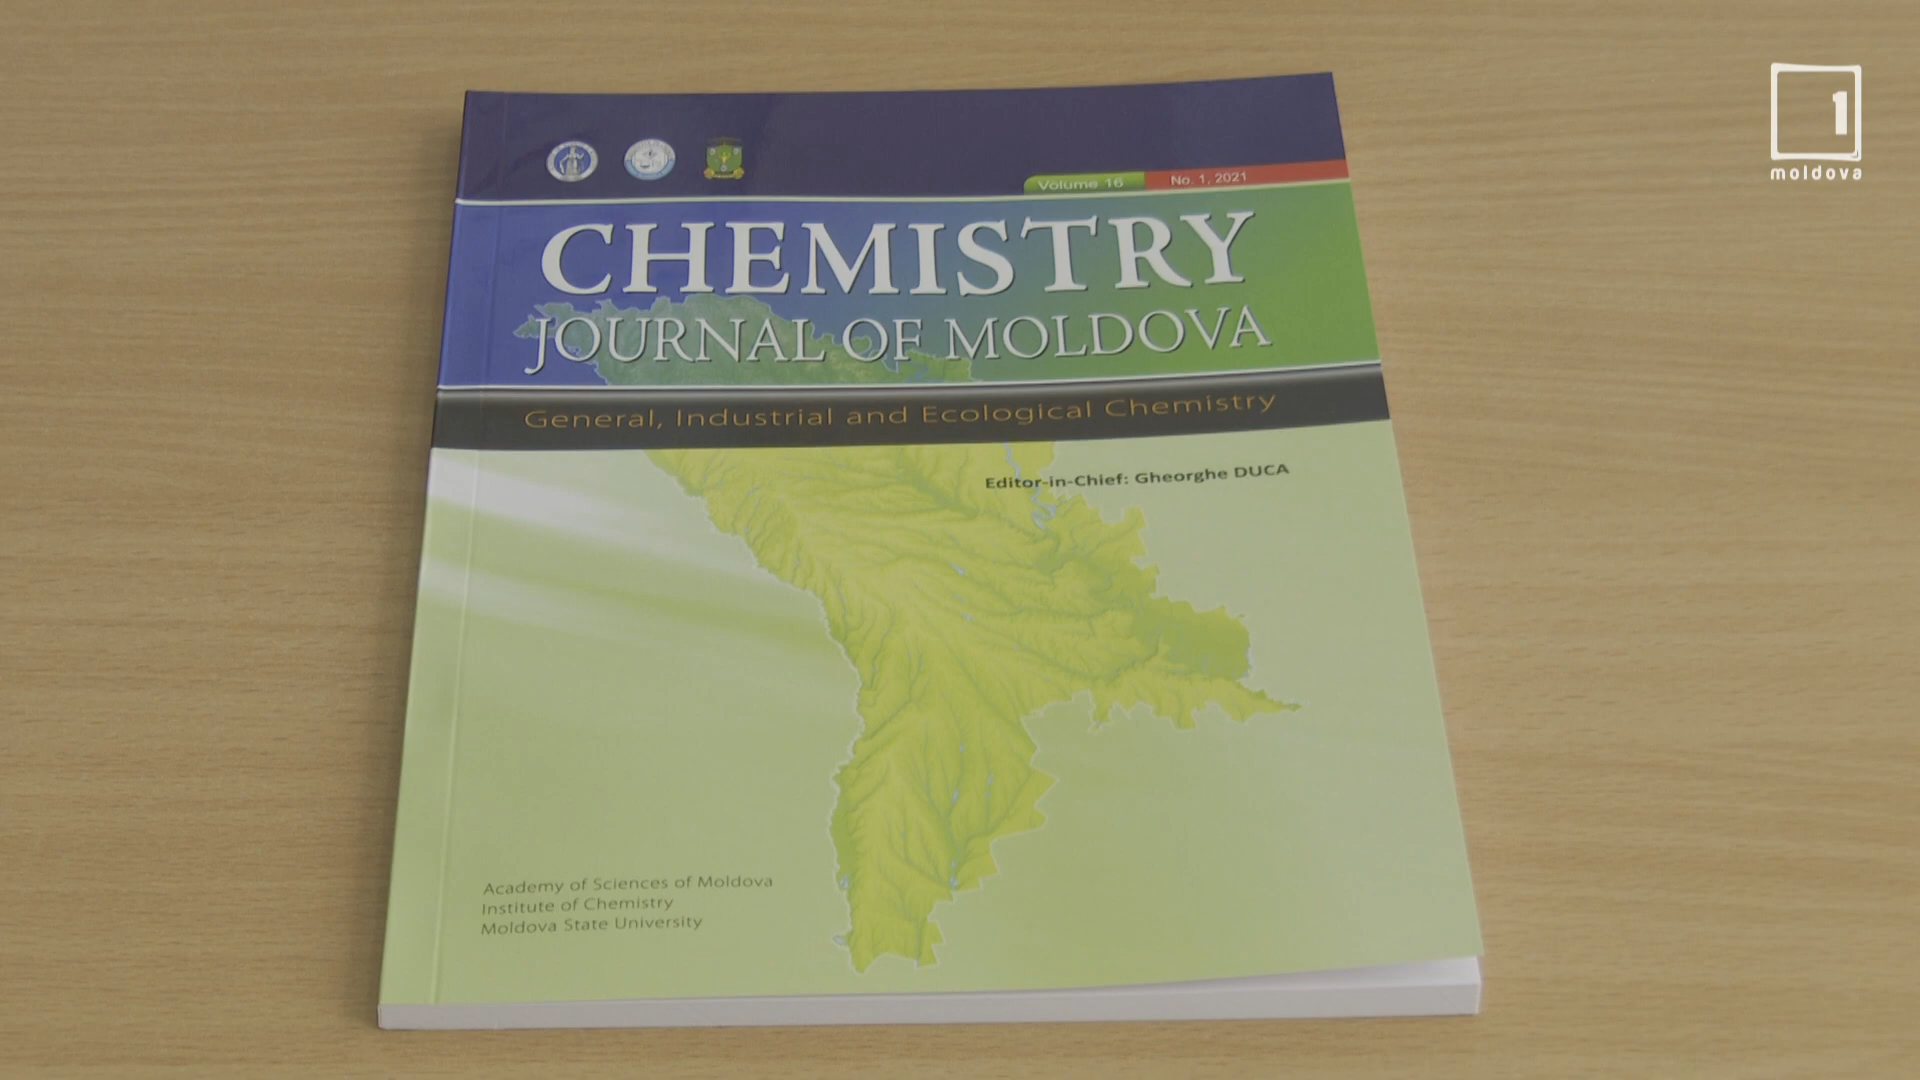 1
moldova
Volume 16 No. 1, 2021
CHEMISTRY
JOURNAL OF MOLDOVA
General, Industrial and Ecological Chemistry
Editor-in-Chief: Gheorghe DUCA
Academy of Sciences of Moldova
Institute of Chemistry
Moldova State University